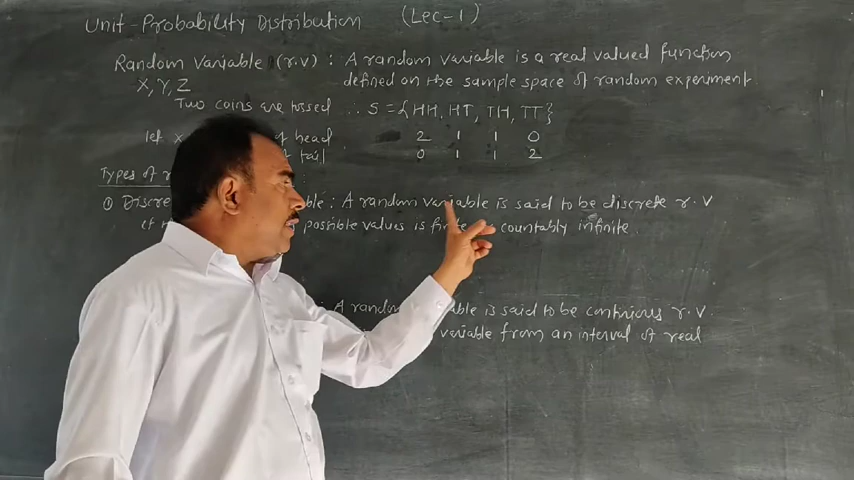 Unit-Probability Distribution (Lec-1)
Random Variable (r.v) : A random variable is a real valued function
X, Y, Z defined on the sample space of random experiment
Two coins are tossed ∴ S = {HH, HT, TH, TT}
let x of head 2 1 1 0
of tail 0 1 1 2
Types of
① ble : A random variable is said to be discrete r.v
if possible values is finite countably infinite
: A random able is said to be continious r.v.
variable from an interval of real